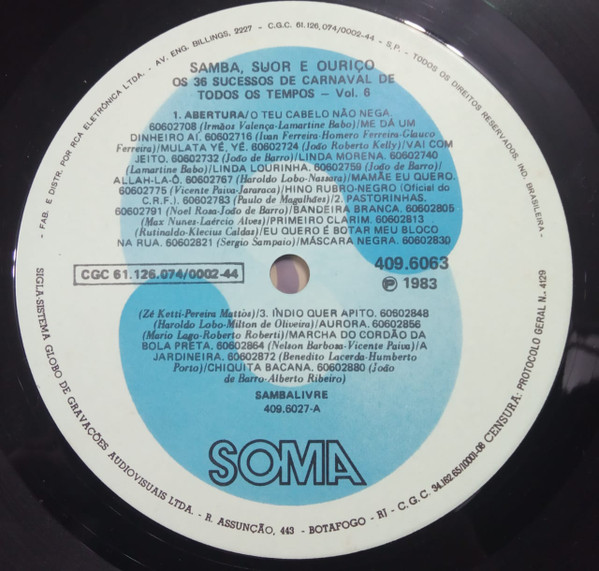 SAMBA, SUOR E OURIÇO
OS 36 SUCESSOS DE CARNAVAL DE
TODOS OS TEMPOS — Vol. 6
1. ABERTURA/O TEU CABELO NÃO NEGA.
60602708 (Irmãos Valença-Lamartine Babo)/ME DÁ UM
DINHEIRO AÍ. 60602716 (Ivan Ferreira-Homero Ferreira-Glauco
Ferreira)/MULATA YÉ, YÉ. 60602724 (João Roberto Kelly)/VAI COM
JEITO. 60602732 (João de Barro)/LINDA MORENA. 60602740
(Lamartine Babo)/LINDA LOURINHA. 60602759 (João de Barro)/
ALLAH-LA-Ô. 60602767 (Haroldo Lobo-Nassara)/MAMÃE EU QUERO.
60602775 (Vicente Paiva-Jararaca)/HINO RUBRO-NEGRO (Oficial do
C.R.F.). 60602783 (Paulo de Magalhães)/2. PASTORINHAS.
60602791 (Noel Rosa-João de Barro)/BANDEIRA BRANCA. 60602805
(Max Nunes-Laércio Alves)/PRIMEIRO CLARIM. 60602813
(Rutinaldo-Klecius Caldas)/EU QUERO É BOTAR MEU BLOCO
NA RUA. 60602821 (Sergio Sampaio)/MÁSCARA NEGRA. 60602830
CGC 61.126.074/0002-44
409.6063
Ⓟ 1983
(Zé Ketti-Pereira Mattos)/3. ÍNDIO QUER APITO. 60602848
(Haroldo Lobo-Milton de Oliveira)/AURORA. 60602856
(Mario Lago-Roberto Roberti)/MARCHA DO CORDÃO DA
BOLA PRETA. 60602864 (Nelson Barbosa-Vicente Paiva)/A
JARDINEIRA. 60602872 (Benedito Lacerda-Humberto
Porto)/CHIQUITA BACANA. 60602880 (João
de Barro-Alberto Ribeiro)
SAMBALIVRE
409.6027-A
SOMA
- FAB. E DISTR. POR RCA ELETRÔNICA LTDA. - AV. ENG. BILLINGS, 2227 - C.G.C. 61.126.074/0002-44 - S.P. - TODOS OS DIREITOS RESERVADOS. IND. BRASILEIRA -
SIGLA-SISTEMA GLOBO DE GRAVAÇÕES AUDIOVISUAIS LTDA. - R. ASSUNÇÃO, 443 - BOTAFOGO - RJ - C.G.C. 34.162.65/10001-06 CENSURA: PROTOCOLO GERAL N.º 4129